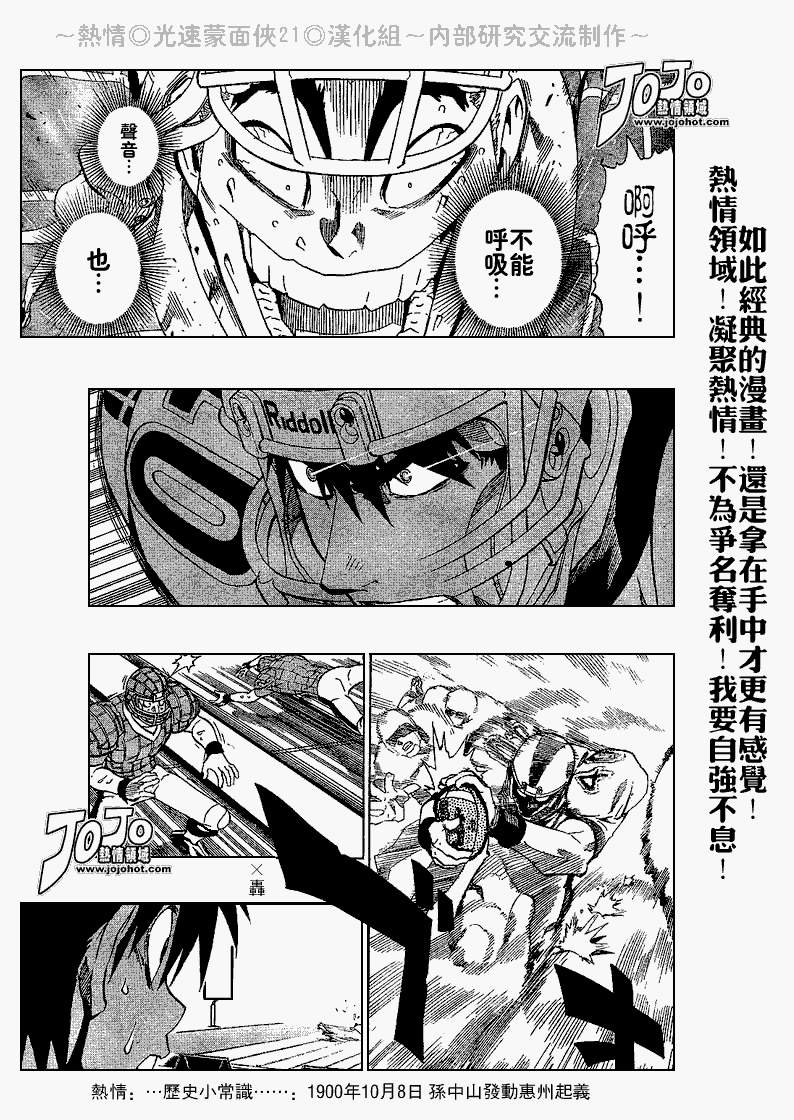 ～熱情◎光速蒙面俠21◎漢化組～内部研究交流制作～
JOJO
熱情領域
www.jojohot.com
啊呼…！
不能
呼吸…
聲音…
也…
如此經典的漫畫！還是拿在手中才更有感覺！
熱情領域！凝聚熱情！不為爭名奪利！我要自強不息！
Riddoll
JOJO
熱情領域
www.jojohot.com
×轟
熱情：…歷史小常識……：1900年10月8日 孫中山發動惠州起義